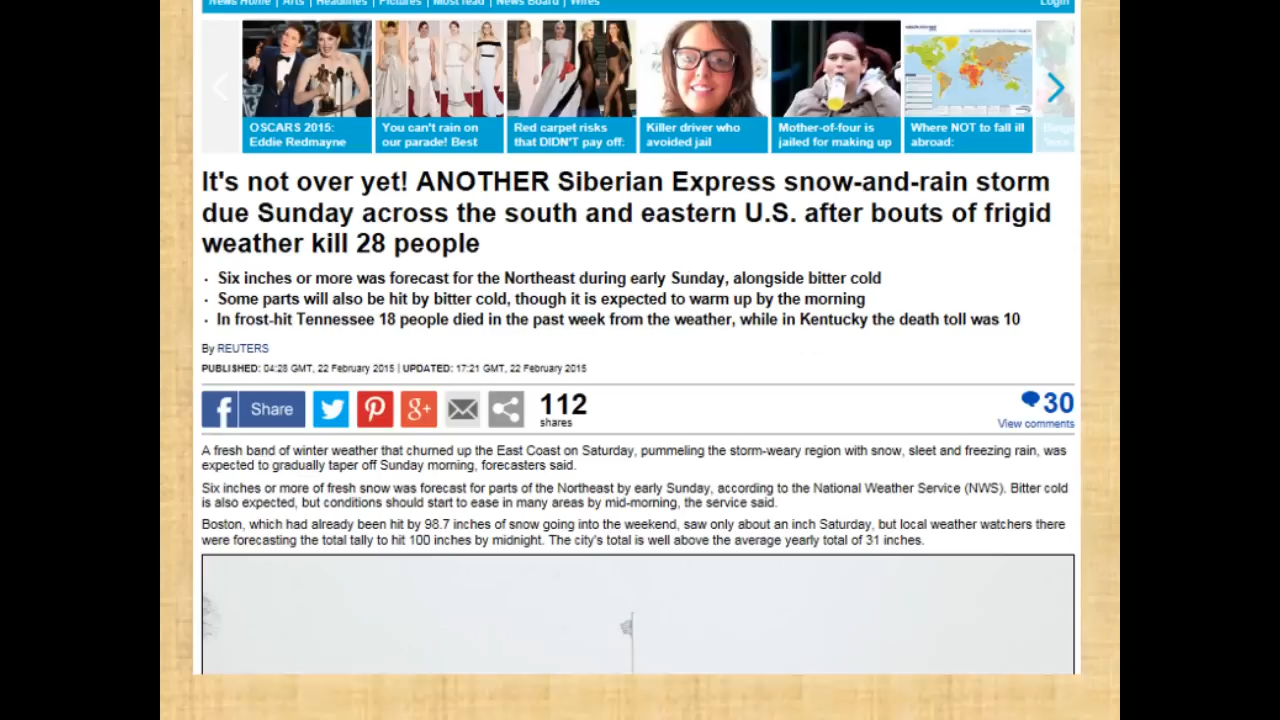 News Home | Arts | Headlines | Pictures | Most read | News Board | Wires
Login
OSCARS 2015:
Eddie Redmayne
You can't rain on
our parade! Best
Red carpet risks
that DIDN'T pay off:
Killer driver who
avoided jail
Mother-of-four is
jailed for making up
Where NOT to fall ill
abroad:
It's not over yet! ANOTHER Siberian Express snow-and-rain storm
due Sunday across the south and eastern U.S. after bouts of frigid
weather kill 28 people
· Six inches or more was forecast for the Northeast during early Sunday, alongside bitter cold
· Some parts will also be hit by bitter cold, though it is expected to warm up by the morning
· In frost-hit Tennessee 18 people died in the past week from the weather, while in Kentucky the death toll was 10
By REUTERS
PUBLISHED: 04:28 GMT, 22 February 2015 | UPDATED: 17:21 GMT, 22 February 2015
f Share
g+
112
shares
30
View comments
A fresh band of winter weather that churned up the East Coast on Saturday, pummeling the storm-weary region with snow, sleet and freezing rain, was
expected to gradually taper off Sunday morning, forecasters said.
Six inches or more of fresh snow was forecast for parts of the Northeast by early Sunday, according to the National Weather Service (NWS). Bitter cold
is also expected, but conditions should start to ease in many areas by mid-morning, the service said.
Boston, which had already been hit by 98.7 inches of snow going into the weekend, saw only about an inch Saturday, but local weather watchers there
were forecasting the total tally to hit 100 inches by midnight. The city's total is well above the average yearly total of 31 inches.